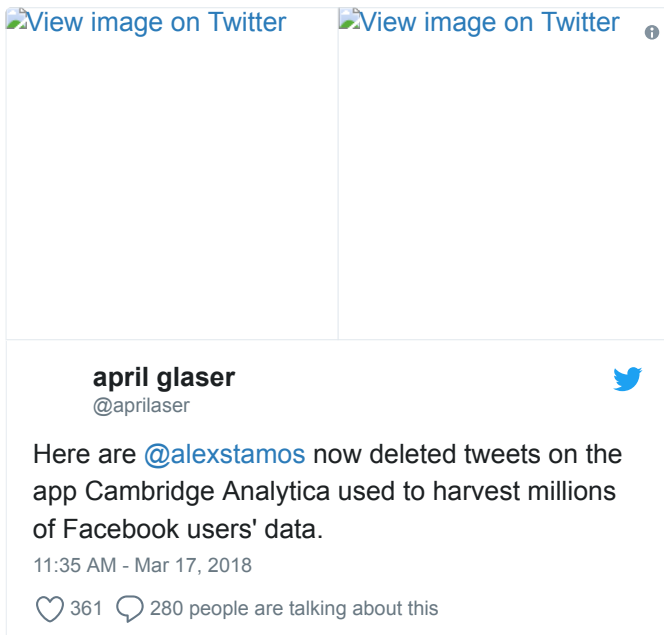 View image on Twitter View image on Twitter
april glaser
@aprilaser
Here are @alexstamos now deleted tweets on the
app Cambridge Analytica used to harvest millions
of Facebook users' data.
11:35 AM - Mar 17, 2018
361 280 people are talking about this